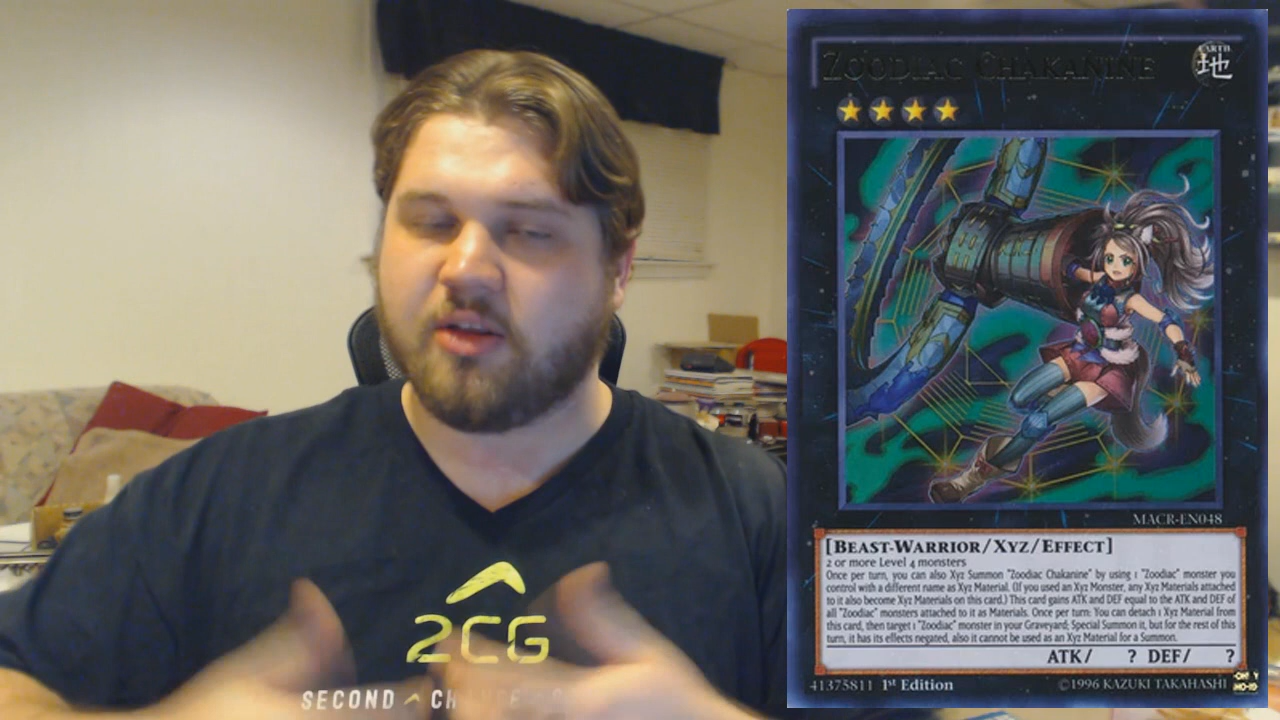 2CG
SECOND CH
ZOODIAC CHAKANINE
EARTH
地
MACR-EN048
[BEAST-WARRIOR/XYZ/EFFECT]
2 or more Level 4 monsters
Once per turn, you can also Xyz Summon "Zoodiac Chakanine" by using 1 "Zoodiac" monster you
control with a different name as Xyz Material. (If you used an Xyz Monster, any Xyz Materials attached
to it also become Xyz Materials on this card.) This card gains ATK and DEF equal to the ATK and DEF of
all "Zoodiac" monsters attached to it as Materials. Once per turn: You can detach 1 Xyz Material from
this card, then target 1 "Zoodiac" monster in your Graveyard; Special Summon it, but for the rest of this
turn, it has its effects negated, also it cannot be used as an Xyz Material for a Summon.
ATK/ ? DEF/ ?
41375811 1st Edition ©1996 KAZUKI TAKAHASHI